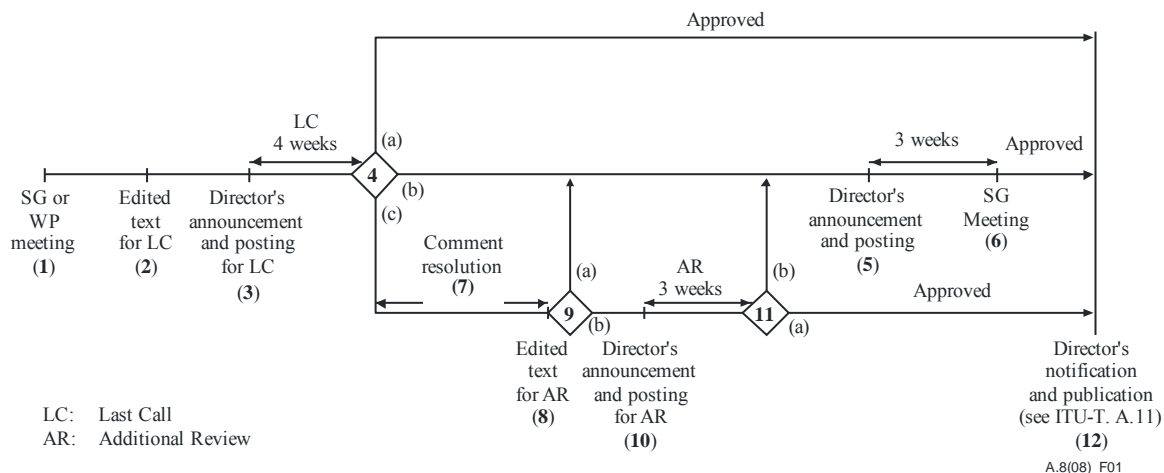 Approved
LC
4 weeks
(a)
3 weeks
Approved
4
(b)
SG or
WP
meeting
(1)
Edited
text
for LC
(2)
Director's
announcement
and posting
for LC
(3)
(c)
Director's
announcement
and posting
(5)
SG
Meeting
(6)
Comment
resolution
(7)
(a)
AR
3 weeks
(b)
Approved
9
(b)
11
(a)
Edited
text
for AR
(8)
Director's
announcement
and posting
for AR
(10)
Director's
notification
and publication
(see ITU-T. A.11)
(12)
LC: Last Call
AR: Additional Review
A.8(08)_F01